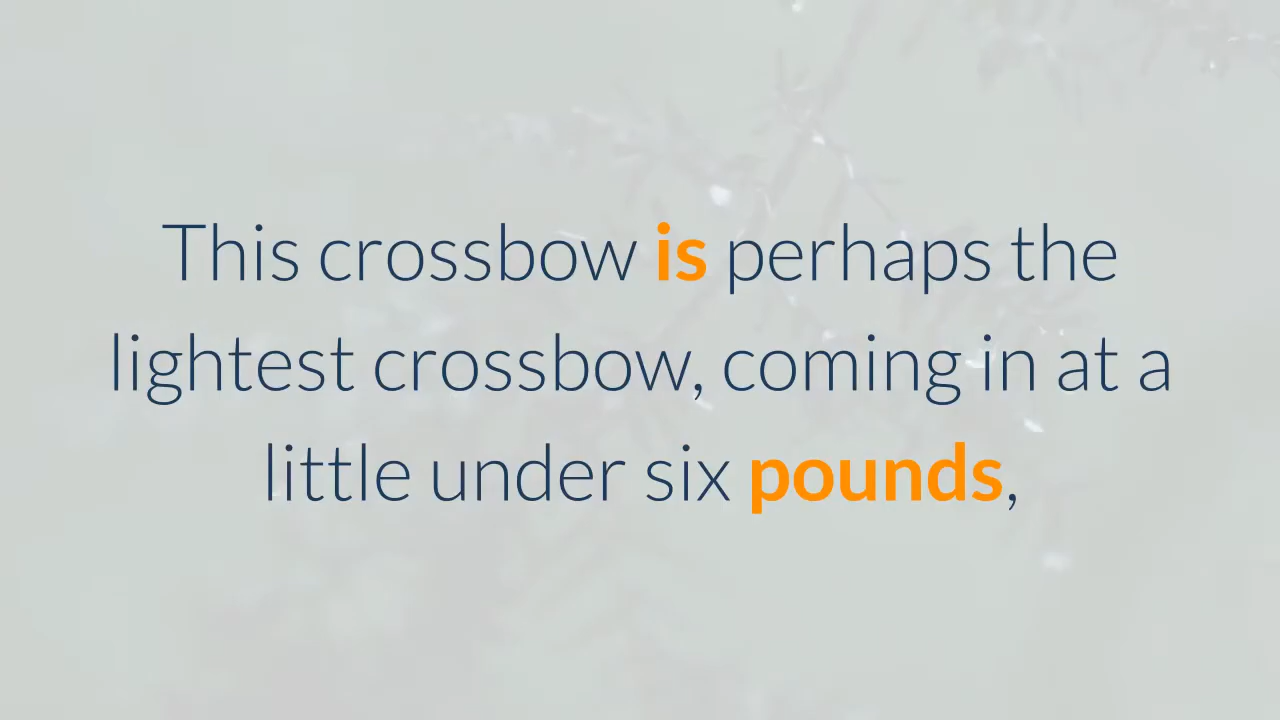 This crossbow is perhaps the
lightest crossbow, coming in at a
little under six pounds,